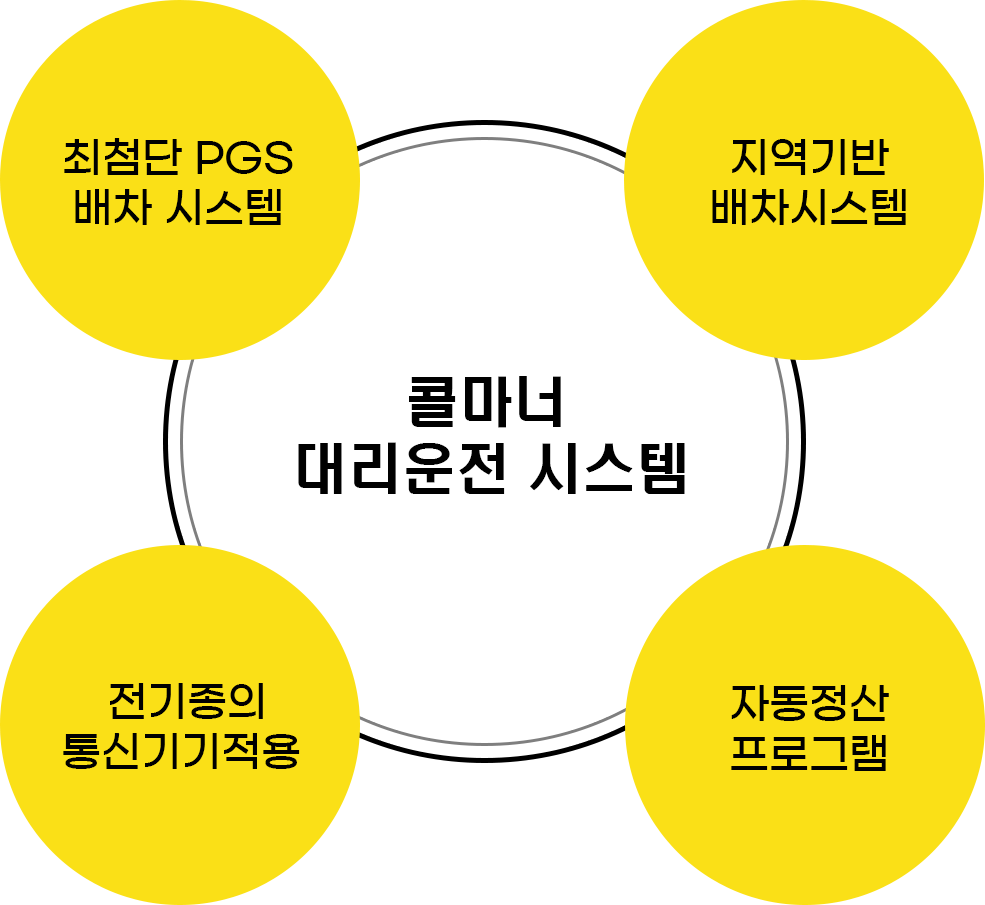 최첨단 PGS
배차 시스템
지역기반
배차시스템
콜마너
대리운전 시스템
전기종의
통신기기적용
자동정산
프로그램